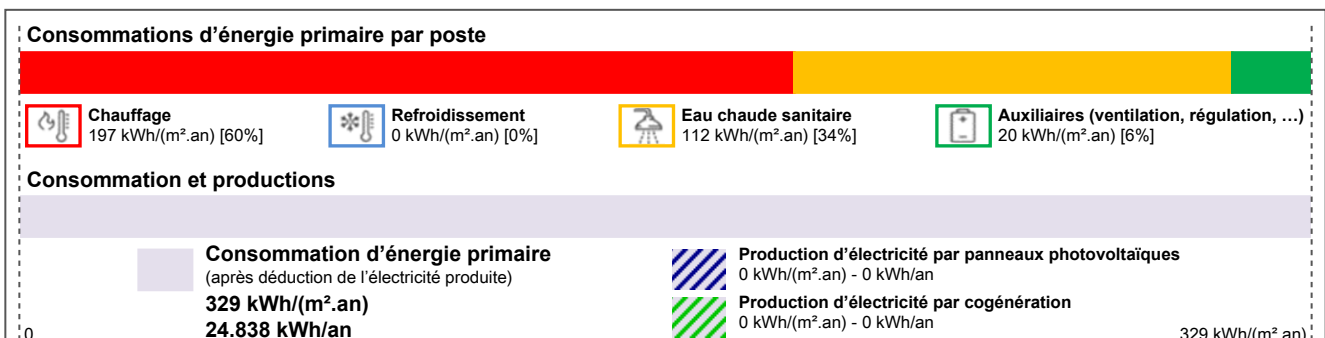 Consommations d’énergie primaire par poste
Chauffage
197 kWh/(m².an) [60%]
Refroidissement
0 kWh/(m².an) [0%]
Eau chaude sanitaire
112 kWh/(m².an) [34%]
Auxiliaires (ventilation, régulation, …)
20 kWh/(m².an) [6%]
Consommation et productions
Consommation d’énergie primaire
(après déduction de l’électricité produite)
329 kWh/(m².an)
24.838 kWh/an
Production d’électricité par panneaux photovoltaïques
0 kWh/(m².an) - 0 kWh/an
Production d’électricité par cogénération
0 kWh/(m².an) - 0 kWh/an
0
329 kWh/(m².an)